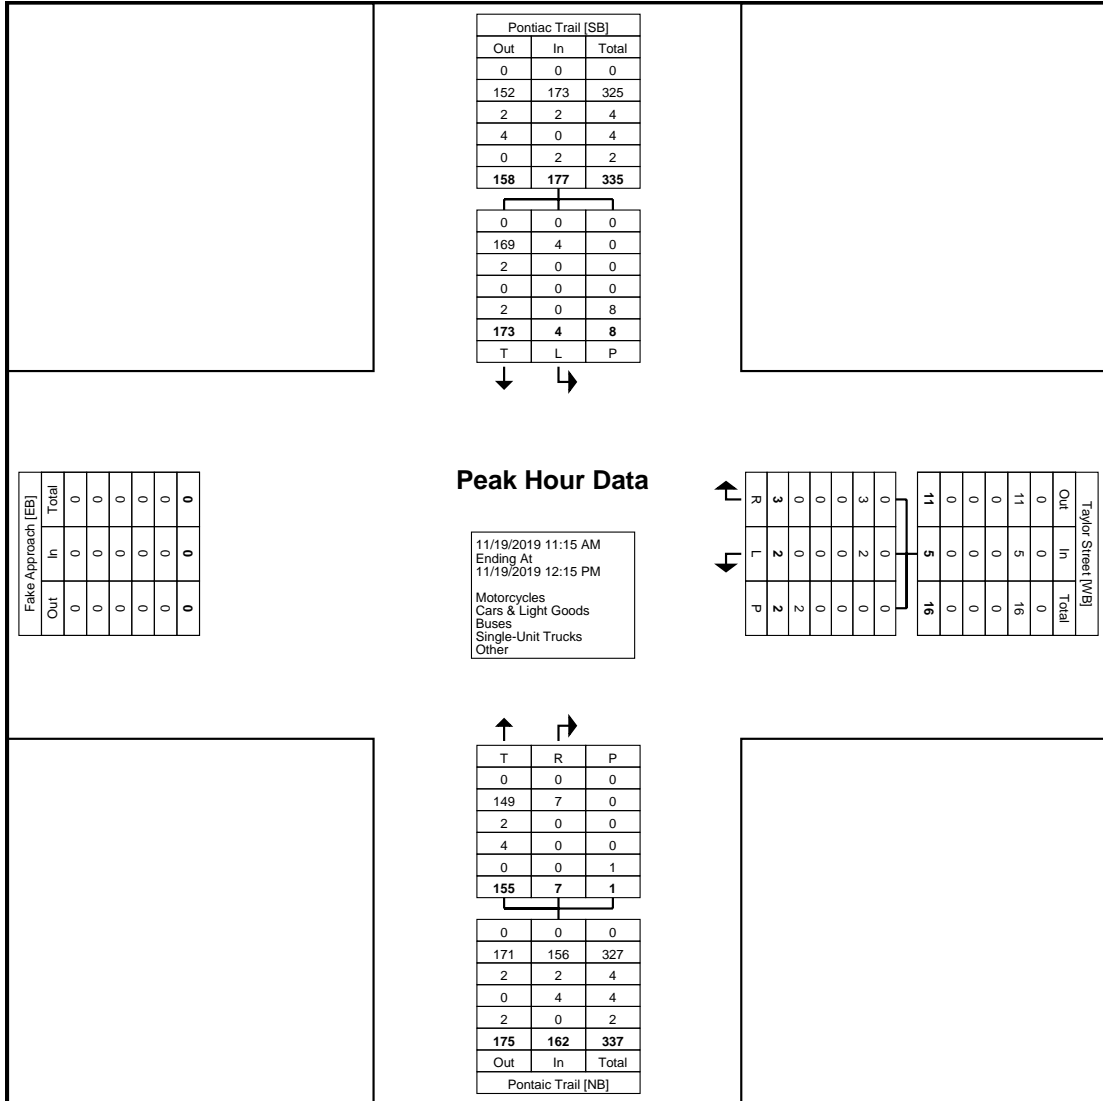 Pontiac Trail [SB]
Out In Total
0 0 0
152 173 325
2 2 4
4 0 4
0 2 2
158 177 335
0 0 0
169 4 0
2 0 0
0 0 0
2 0 8
173 4 8
T L P
Fake Approach [EB]
Total 0 0 0 0 0 0
In 0 0 0 0 0 0
Out 0 0 0 0 0 0
Peak Hour Data
11/19/2019 11:15 AM
Ending At
11/19/2019 12:15 PM
Motorcycles
Cars & Light Goods
Buses
Single-Unit Trucks
Other
R 3 0 0 0 3 0
L 2 0 0 0 2 0
P 2 2 0 0 0 0
11 0 0 0 11 0 Out
5 0 0 0 5 0 In
16 0 0 0 16 0 Total
Taylor Street [WB]
T R P
0 0 0
149 7 0
2 0 0
4 0 0
0 0 1
155 7 1
0 0 0
171 156 327
2 2 4
0 4 4
2 0 2
175 162 337
Out In Total
Pontaic Trail [NB]